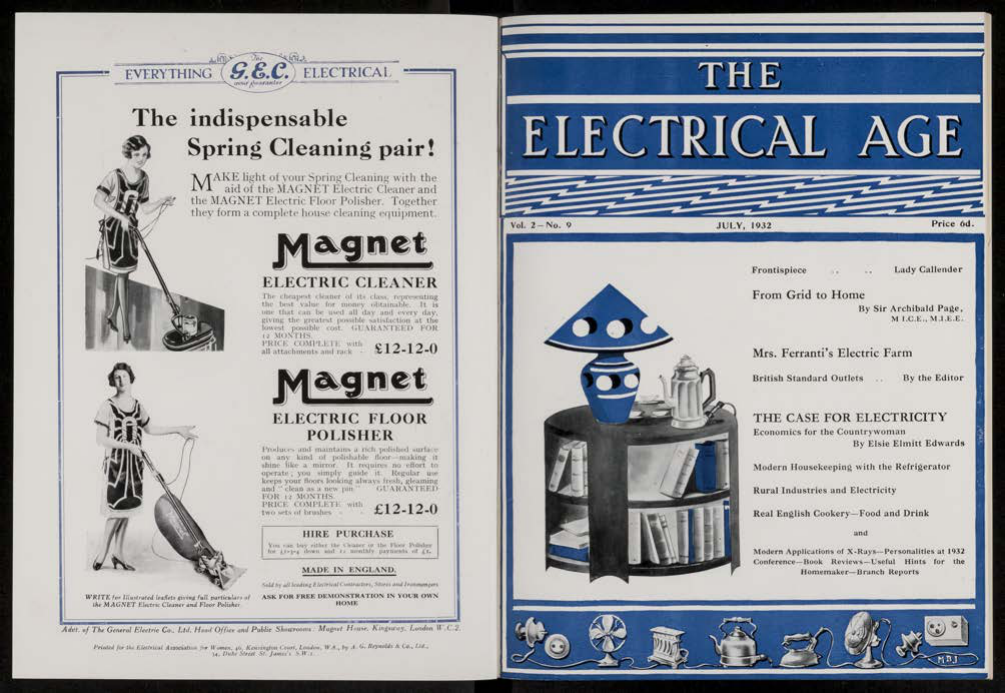 EVERYTHING The G.E.C. your guarantee ELECTRICAL
The indispensable
Spring Cleaning pair!
MAKE light of your Spring Cleaning with the
aid of the MAGNET Electric Cleaner and
the MAGNET Electric Floor Polisher. Together
they form a complete house cleaning equipment.
Magnet
ELECTRIC CLEANER
The cheapest cleaner of its class, representing
the best value for money obtainable. It is
one that can be used all day and every day,
giving the greatest possible satisfaction at the
lowest possible cost. GUARANTEED FOR
12 MONTHS.
PRICE COMPLETE with
all attachments and rack - £12-12-0
Magnet
ELECTRIC FLOOR
POLISHER
Produces and maintains a rich polished surface
on any kind of polishable floor—making it
shine like a mirror. It requires no effort to
operate; you simply guide it. Regular use
keeps your floors looking always fresh, gleaming
and "clean as a new pin." GUARANTEED
FOR 12 MONTHS.
PRICE COMPLETE with
two sets of brushes - - £12-12-0
HIRE PURCHASE
You can buy either the Cleaner or the Floor Polisher
for down and 12 monthly payments of £1.
MADE IN ENGLAND.
Sold by all leading Electrical Contractors, Stores and Ironmongers
ASK FOR FREE DEMONSTRATION IN YOUR OWN
HOME
WRITE for Illustrated leaflets giving full particulars of
the MAGNET Electric Cleaner and Floor Polisher.
Advt. of The General Electric Co., Ltd. Head Office and Public Showrooms: Magnet House, Kingsway, London W.C.2.
Printed for the Electrical Association for Women, 46, Kensington Court, London, W.8., by A. G. Reynolds & Co., Ltd.,
Duke Street St. James's S.W.1.
THE
ELECTRICAL AGE
Vol. 2—No. 9 JULY, 1932 Price 6d.
Frontispiece .. .. Lady Callender
From Grid to Home
By Sir Archibald Page,
M I.C.E., M.I.E.E.
Mrs. Ferranti's Electric Farm
British Standard Outlets .. By the Editor
THE CASE FOR ELECTRICITY
Economics for the Countrywoman
By Elsie Elmitt Edwards
Modern Housekeeping with the Refrigerator
Rural Industries and Electricity
Real English Cookery—Food and Drink
and
Modern Applications of X-Rays—Personalities at 1932
Conference—Book Reviews—Useful Hints for the
Homemaker—Branch Reports
MBJ